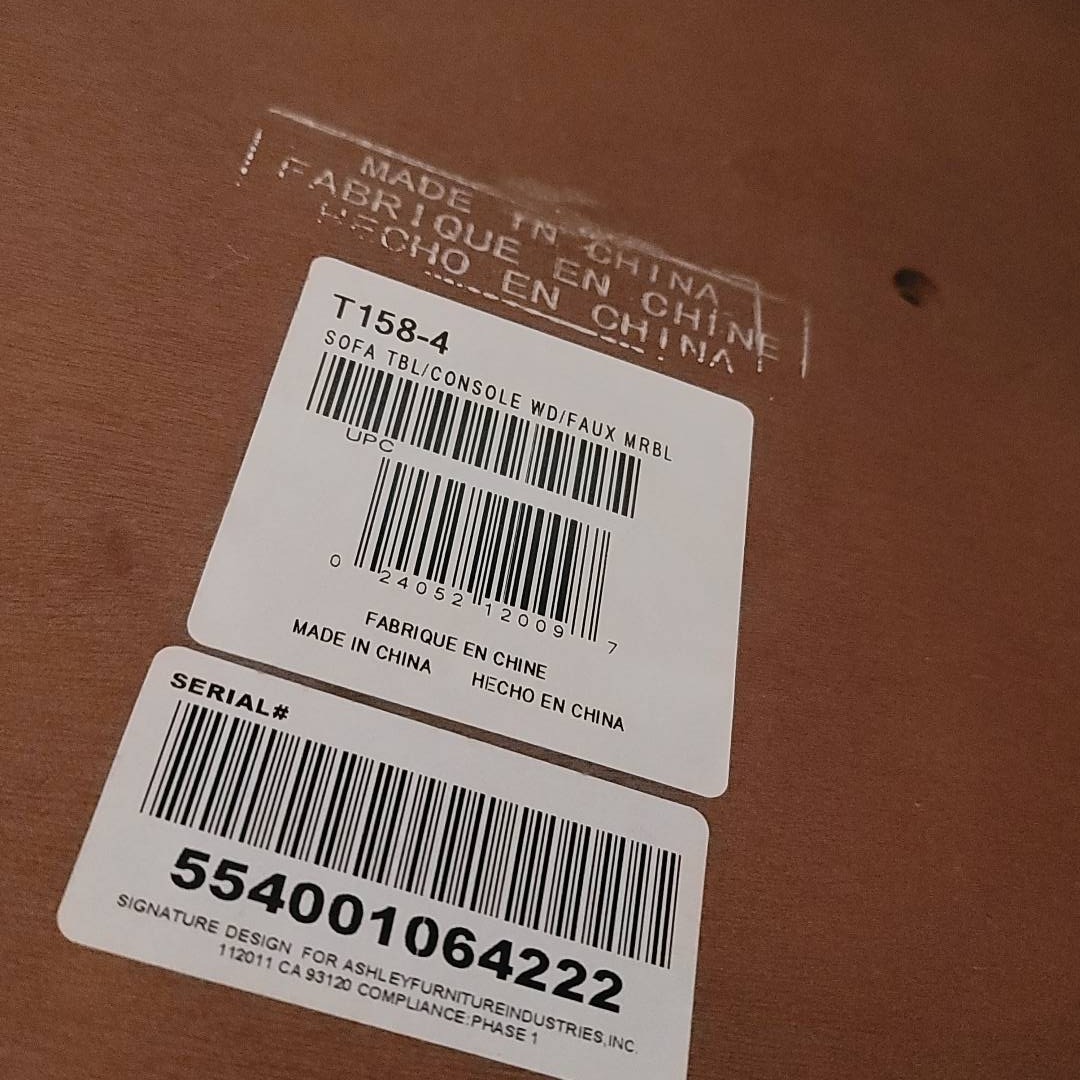 MADE IN CHINA
FABRIQUE EN CHINE
HECHO EN CHINA
T158-4
SOFA TBL/CONSOLE WD/FAUX MRBL
UPC
0 24052 12009 7
FABRIQUE EN CHINE
MADE IN CHINA HECHO EN CHINA
SERIAL#
554001064222
SIGNATURE DESIGN FOR ASHLEYFURNITUREINDUSTRIES,INC.
112011 CA 93120 COMPLIANCE:PHASE 1